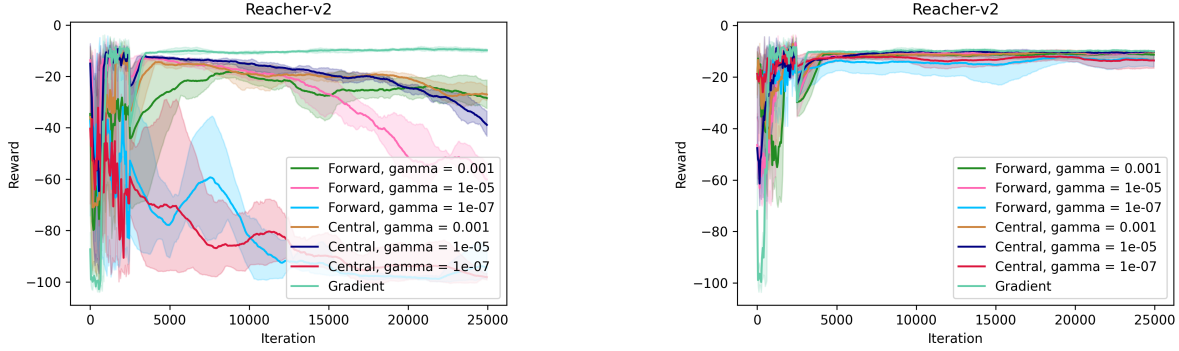 Reacher-v2
0
−20
−40
−60
−80
−100
Reward
0
5000
10000
15000
20000
25000
Iteration
Forward, gamma = 0.001
Forward, gamma = 1e-05
Forward, gamma = 1e-07
Central, gamma = 0.001
Central, gamma = 1e-05
Central, gamma = 1e-07
Gradient
Reacher-v2
0
−20
−40
−60
−80
−100
Reward
0
5000
10000
15000
20000
25000
Iteration
Forward, gamma = 0.001
Forward, gamma = 1e-05
Forward, gamma = 1e-07
Central, gamma = 0.001
Central, gamma = 1e-05
Central, gamma = 1e-07
Gradient